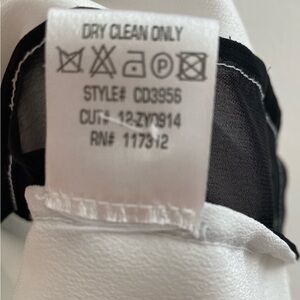 DRY CLEAN ONLY
P
STYLE# CD3956
CUT# 12-ZY0914
RN# 117312